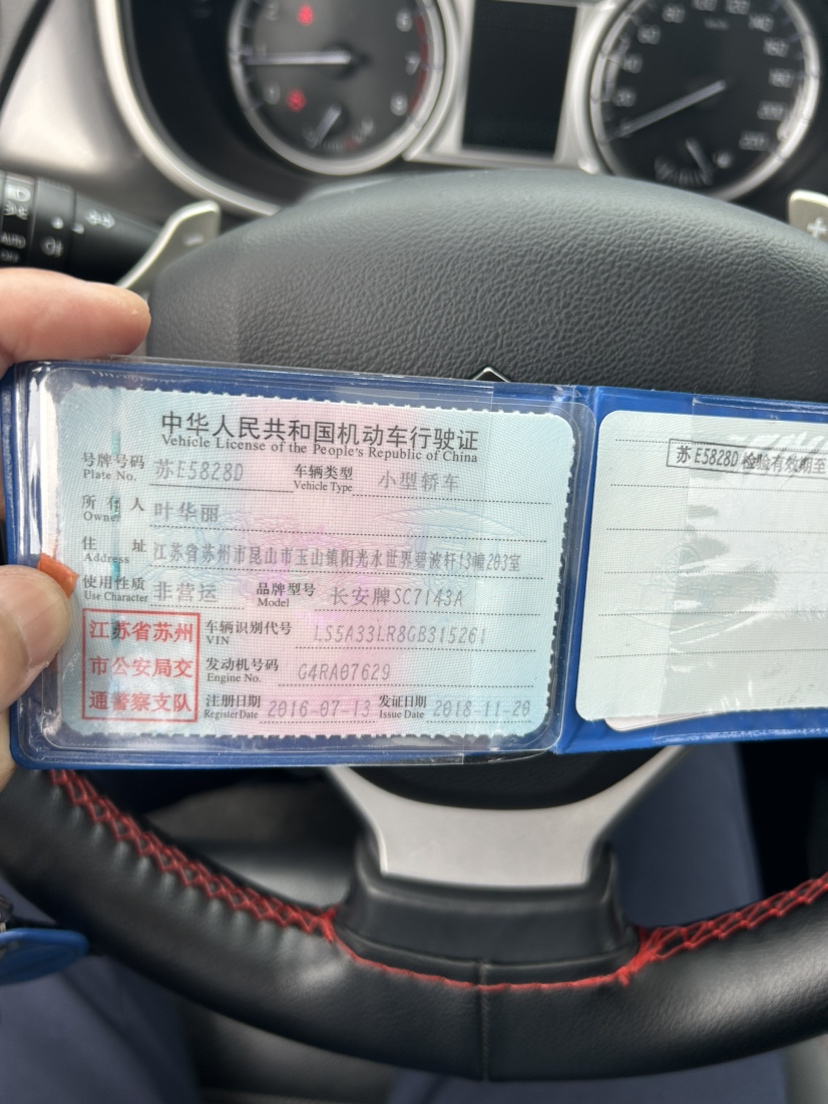 中华人民共和国机动车行驶证
Vehicle License of the People's Republic of China
号牌号码 苏E5828D 车辆类型 小型轿车
Plate No. Vehicle Type
所有人 叶华丽
Owner
住址 江苏省苏州市昆山市玉山镇阳光水世界碧波轩13幢203室
Address
使用性质 非营运 品牌型号 长安牌SC7143A
Use Character Model
江苏省苏州
市公安局交
通警察支队
车辆识别代号 LS5A33LR8GB315261
VIN
发动机号码 G4RA07629
Engine No.
注册日期 2016-07-13 发证日期 2018-11-20
Register Date Issue Date
苏E5828D 检验有效期至
AUTO